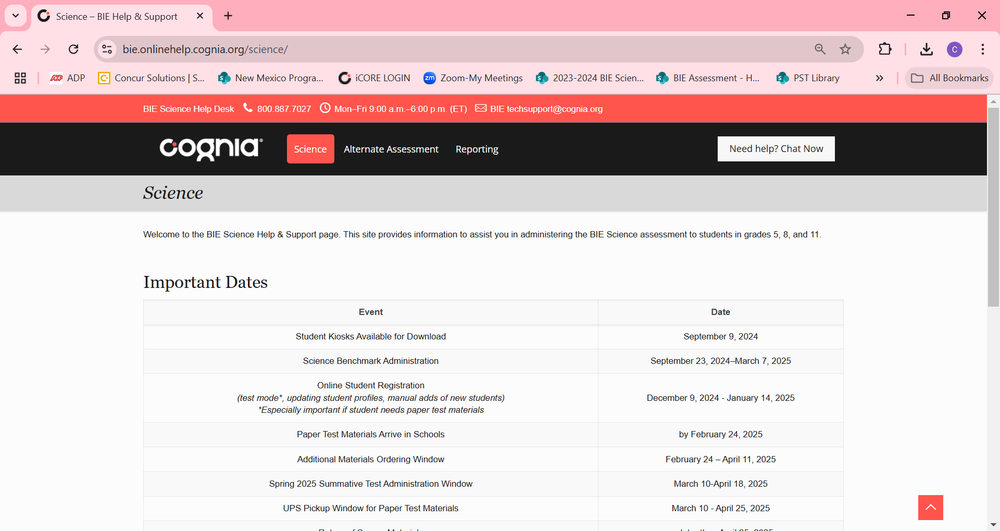 Science – BIE Help & Support
bie.onlinehelp.cognia.org/science/
C
ADP
ADP
Concur Solutions | S...
New Mexico Progra...
iCORE LOGIN
zm
Zoom-My Meetings
2023-2024 BIE Scien...
BIE Assessment - H...
PST Library
All Bookmarks
BIE Science Help Desk 800.887.7027 Mon–Fri 9:00 a.m.–6:00 p.m. (ET) BIE techsupport@cognia.org
cognia®
Science
Alternate Assessment
Reporting
Need help? Chat Now
Science
Welcome to the BIE Science Help & Support page. This site provides information to assist you in administering the BIE Science assessment to students in grades 5, 8, and 11.
Important Dates
Event Date
Student Kiosks Available for Download September 9, 2024
Science Benchmark Administration September 23, 2024–March 7, 2025
Online Student Registration
(test mode*, updating student profiles, manual adds of new students) December 9, 2024 - January 14, 2025
*Especially important if student needs paper test materials
Paper Test Materials Arrive in Schools by February 24, 2025
Additional Materials Ordering Window February 24 – April 11, 2025
Spring 2025 Summative Test Administration Window March 10-April 18, 2025
UPS Pickup Window for Paper Test Materials March 10 - April 25, 2025